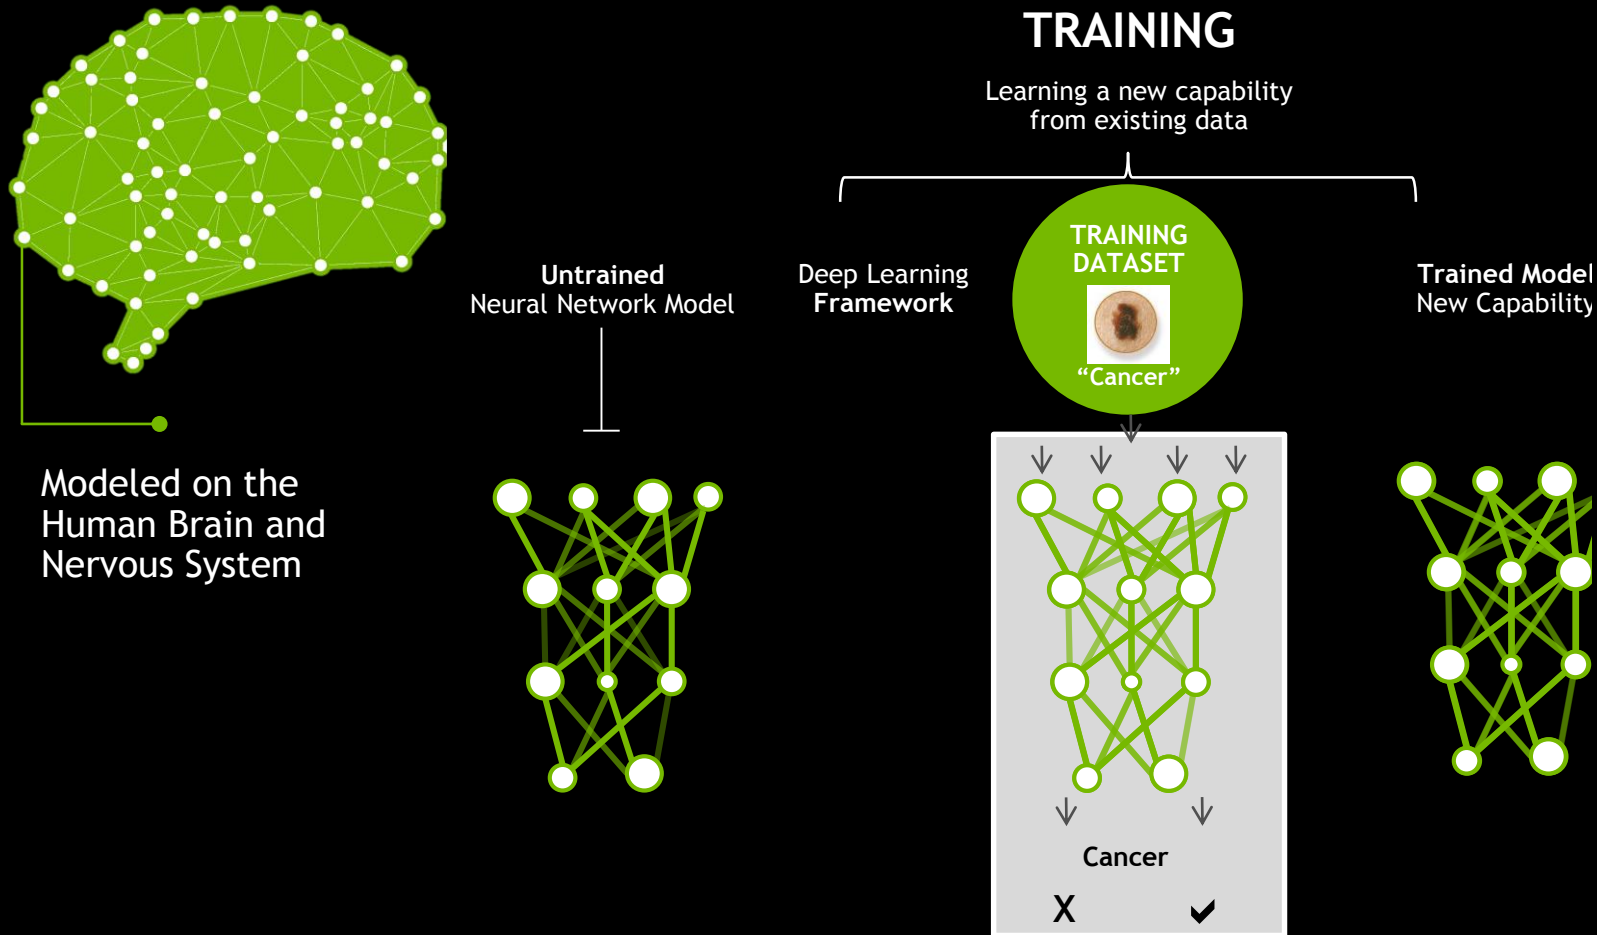 TRAINING
Learning a new capability
from existing data
Untrained
Neural Network Model
Deep Learning
Framework
TRAINING
DATASET
“Cancer”
Trained Model
New Capability
Modeled on the
Human Brain and
Nervous System
Cancer
X ✔